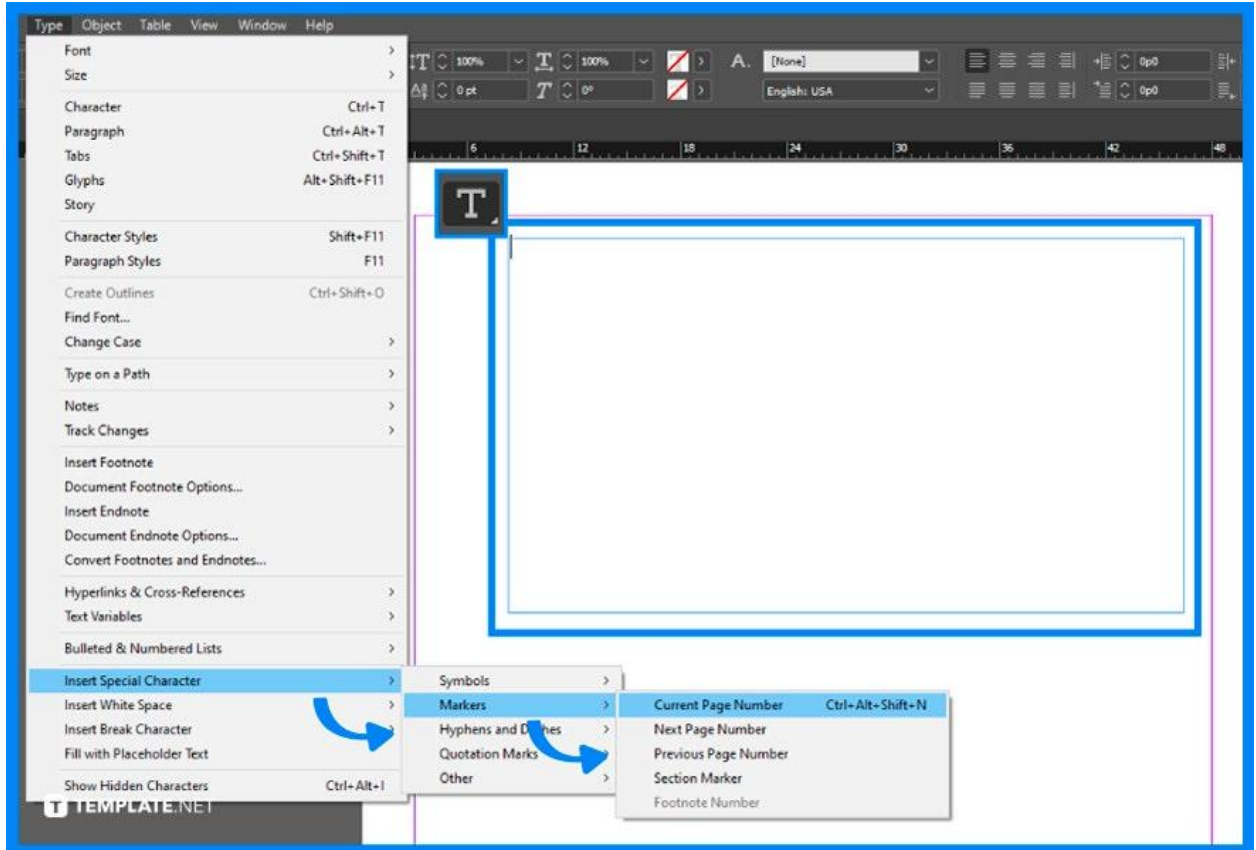 Type Object Table View Window Help
Font
Size
Character Ctrl+T
Paragraph Ctrl+Alt+T
Tabs Ctrl+Shift+T
Glyphs Alt+Shift+F11
Story
Character Styles Shift+F11
Paragraph Styles F11
Create Outlines Ctrl+Shift+O
Find Font...
Change Case
Type on a Path
Notes
Track Changes
Insert Footnote
Document Footnote Options...
Insert Endnote
Document Endnote Options...
Convert Footnotes and Endnotes...
Hyperlinks & Cross-References
Text Variables
Bulleted & Numbered Lists
Insert Special Character
Insert White Space
Insert Break Character
Fill with Placeholder Text
Show Hidden Characters Ctrl+Alt+I
T TEMPLATE.NET
100% 100% A. [None] 0p0
0 pt T 0° English: USA 0p0
6 12 18 24 30 36 42 48
T
Symbols
Markers
Hyphens and
Quotation Marks
Other
Current Page Number Ctrl+Alt+Shift+N
Next Page Number
Previous Page Number
Section Marker
Footnote Number